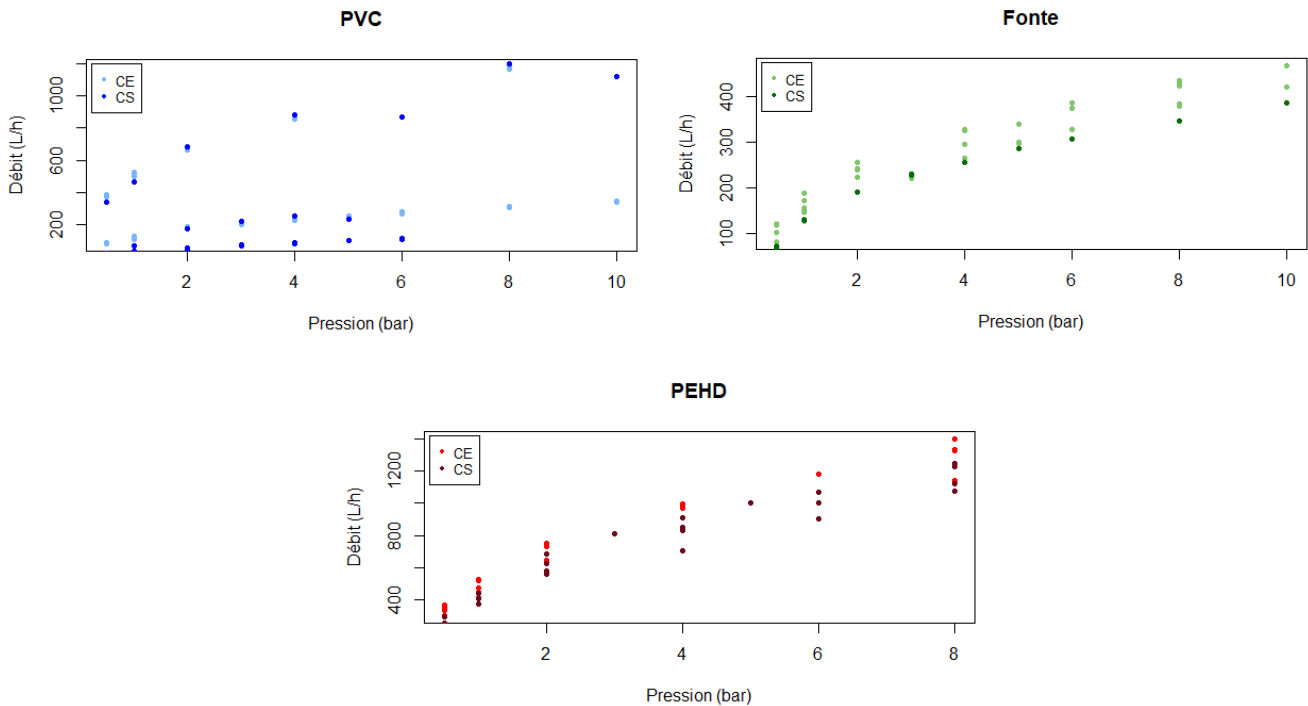 PVC
CE
CS
Débit (L/h)
200
600
1000
2
4
6
8
10
Pression (bar)
Fonte
CE
CS
Débit (L/h)
100
200
300
400
2
4
6
8
10
Pression (bar)
PEHD
CE
CS
Débit (L/h)
400
800
1200
2
4
6
8
Pression (bar)